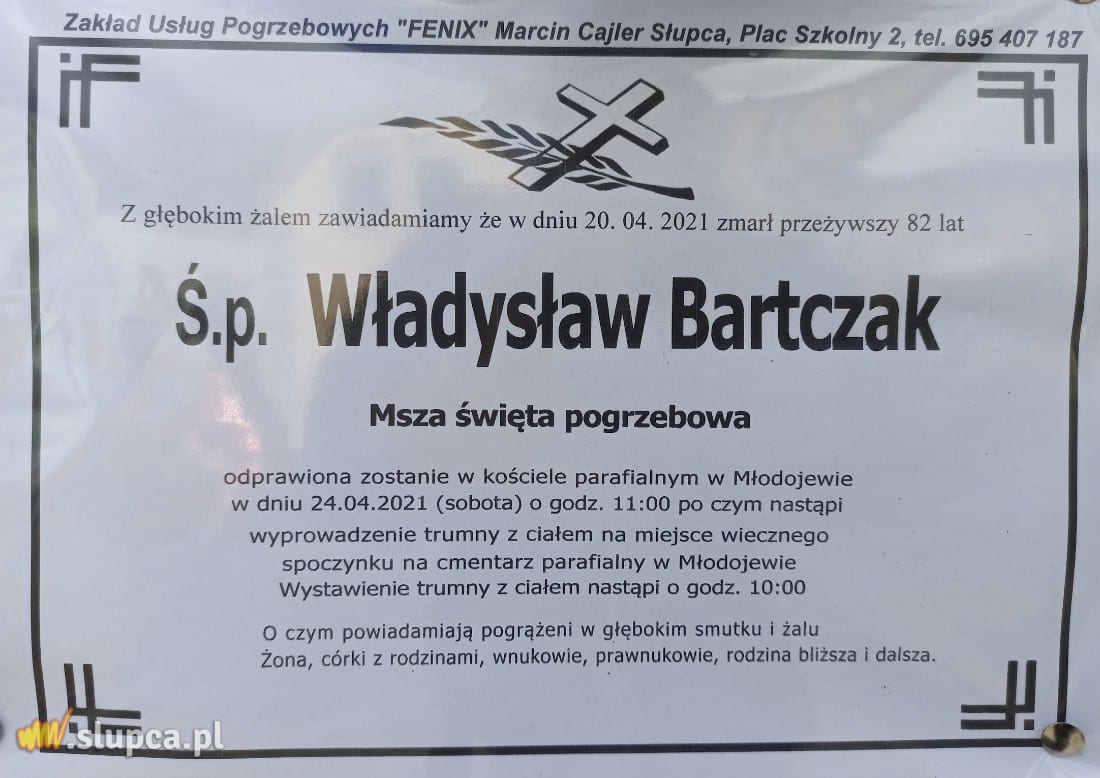 Zakład Usług Pogrzebowych "FENIX" Marcin Cajler Słupca, Plac Szkolny 2, tel. 695 407 187
Z głębokim żalem zawiadamiamy że w dniu 20. 04. 2021 zmarł przeżywszy 82 lat
Ś.p. Władysław Bartczak
Msza święta pogrzebowa
odprawiona zostanie w kościele parafialnym w Młodojewie
w dniu 24.04.2021 (sobota) o godz. 11:00 po czym nastąpi
wyprowadzenie trumny z ciałem na miejsce wiecznego
spoczynku na cmentarz parafialny w Młodojewie
Wystawienie trumny z ciałem nastąpi o godz. 10:00
O czym powiadamiają pogrążeni w głębokim smutku i żalu
Żona, córki z rodzinami, wnukowie, prawnukowie, rodzina bliższa i dalsza.
www.slupca.pl